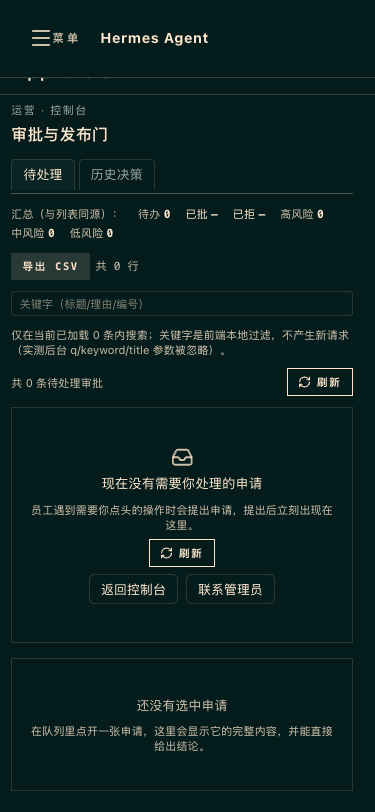 菜单 Hermes Agent
运营 · 控制台
审批与发布门
待处理 历史决策
汇总（与列表同源）： 待办 0 已批 — 已拒 — 高风险 0
中风险 0 低风险 0
导出 CSV 共 0 行
关键字（标题/理由/编号）
仅在当前已加载 0 条内搜索；关键字是前端本地过滤，不产生新请求
（实测后台 q/keyword/title 参数被忽略）。
共 0 条待处理审批 刷新
现在没有需要你处理的申请
员工遇到需要你点头的操作时会提出申请，提出后立刻出现在
这里。
刷新
返回控制台 联系管理员
还没有选中申请
在队列里点开一张申请，这里会显示它的完整内容，并能直接
给出结论。